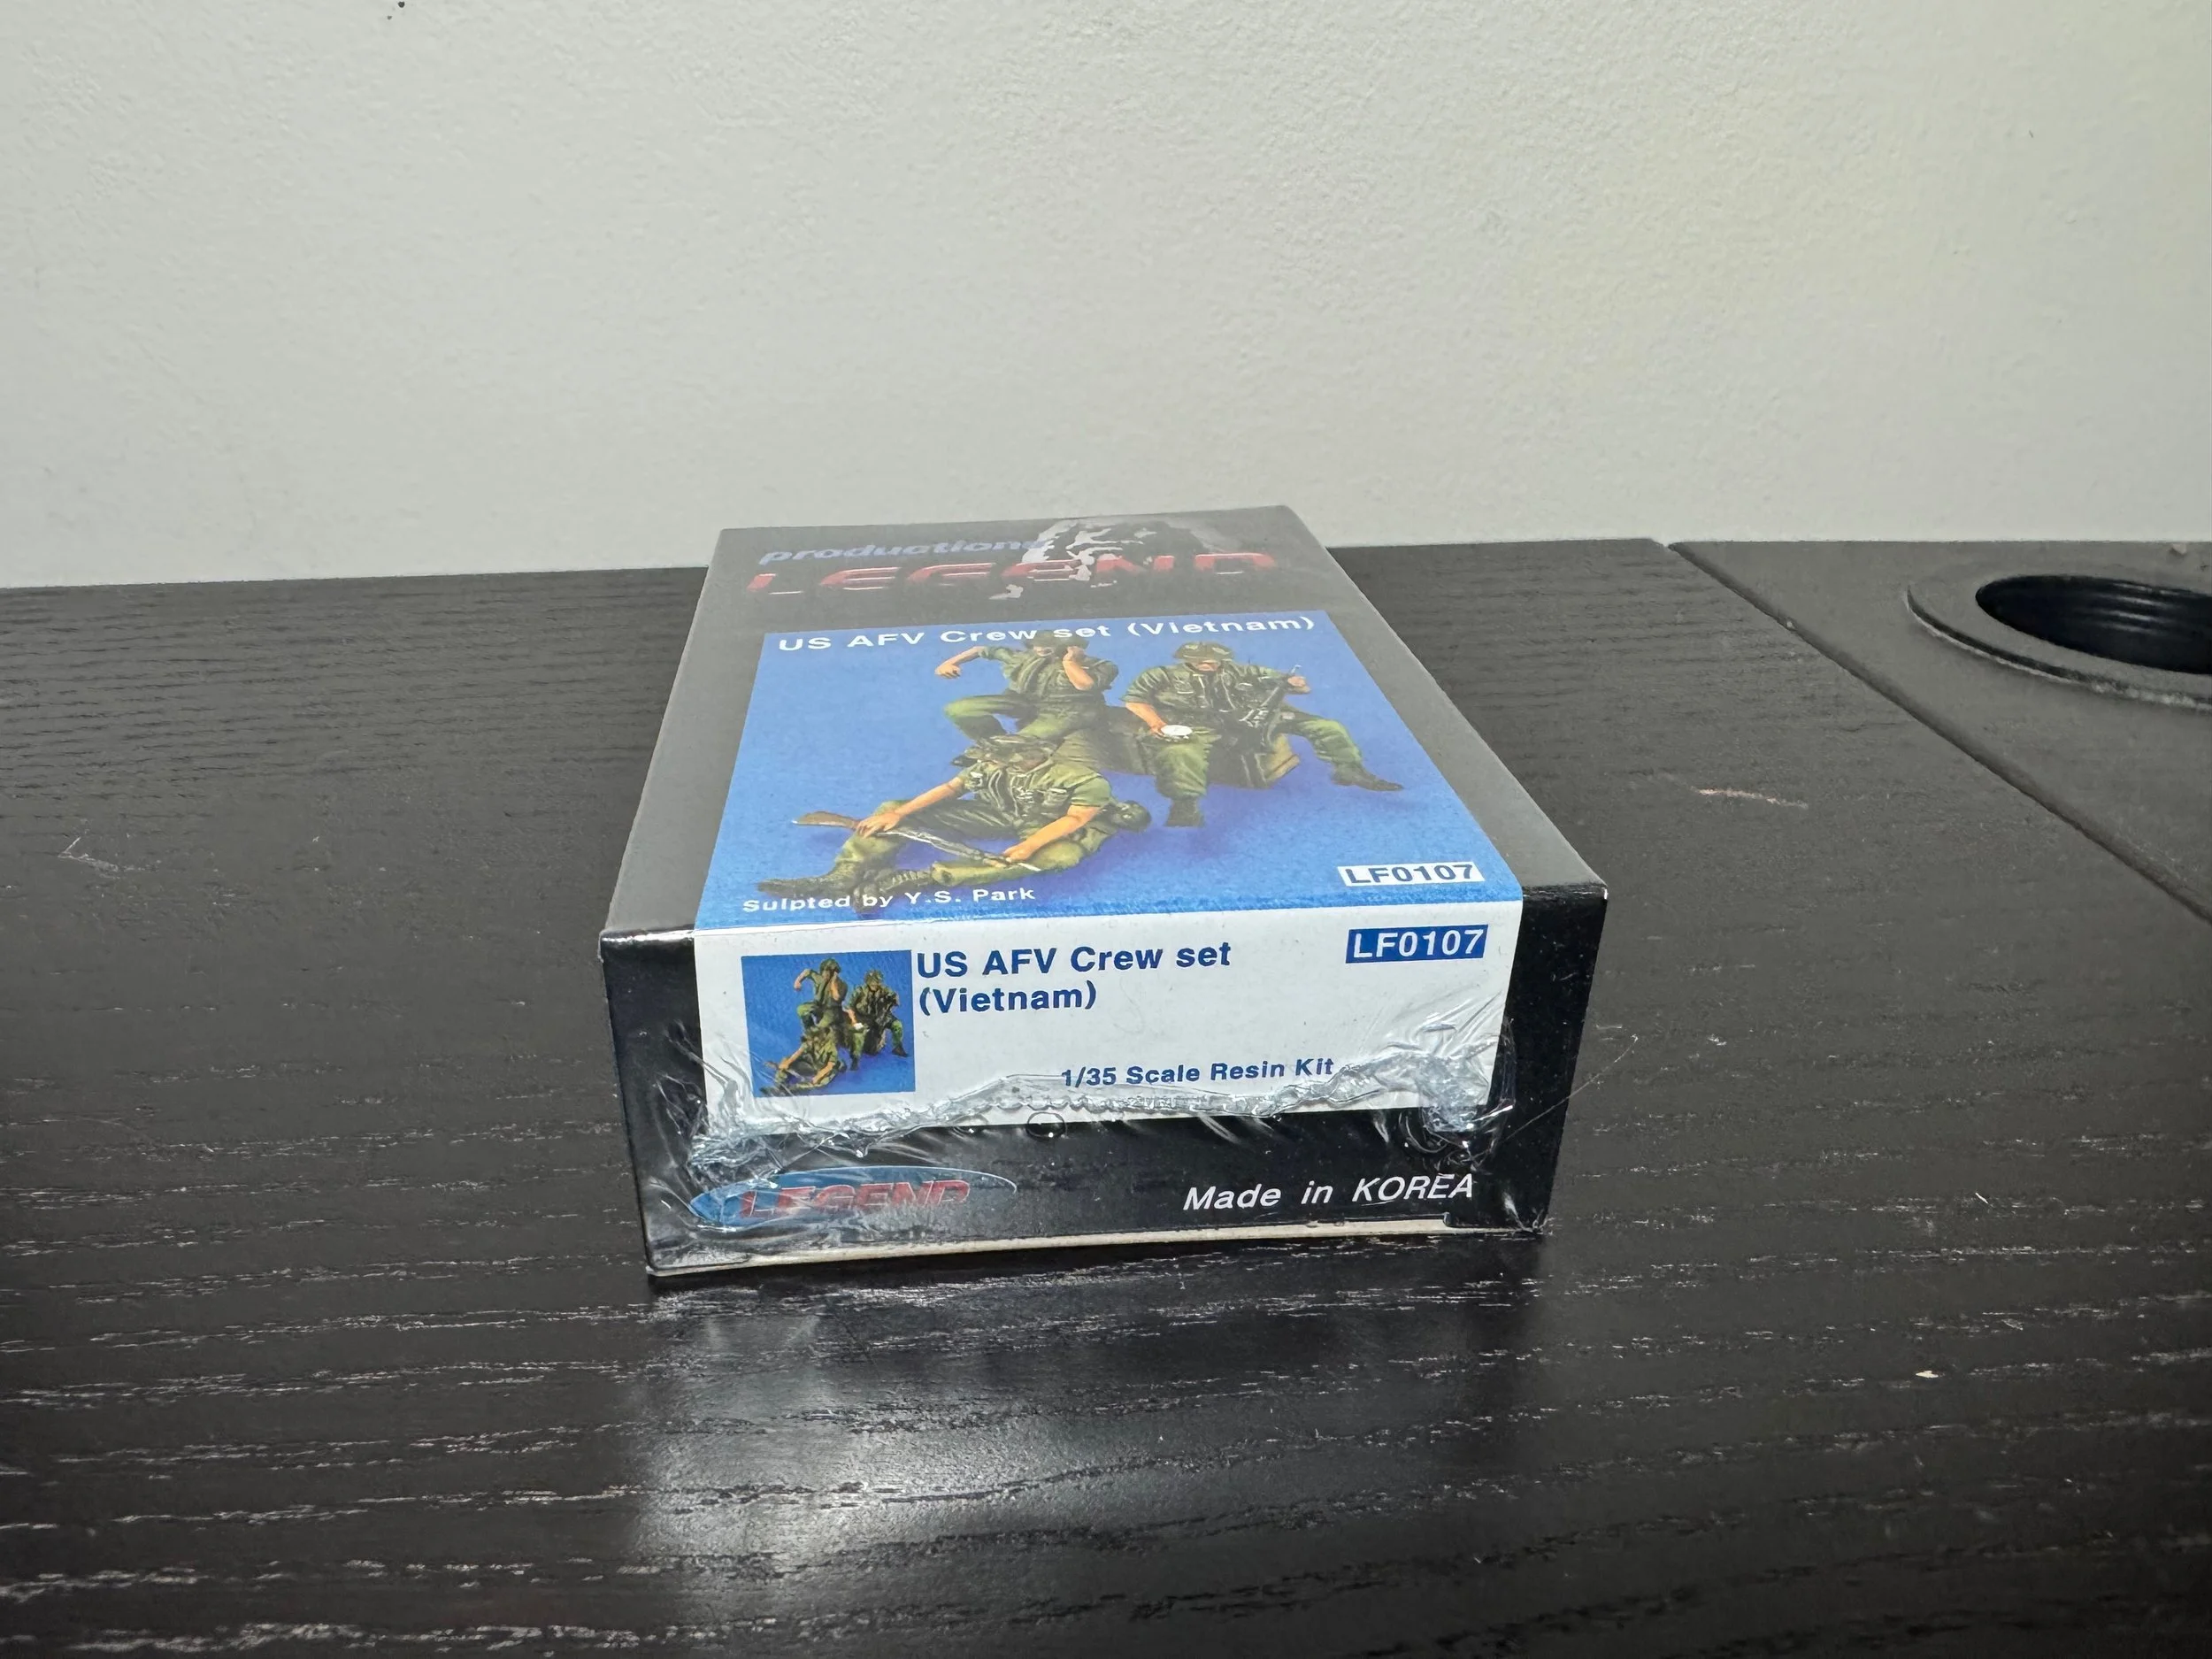 productions
LEGEND
US AFV Crew set (Vietnam)
Sulpted by Y.S. Park
LF0107
US AFV Crew set
(Vietnam)
LF0107
1/35 Scale Resin Kit
LEGEND
Made in KOREA